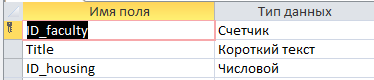 Имя поля Тип данных
ID_faculty Счетчик
Title Короткий текст
ID_housing Числовой